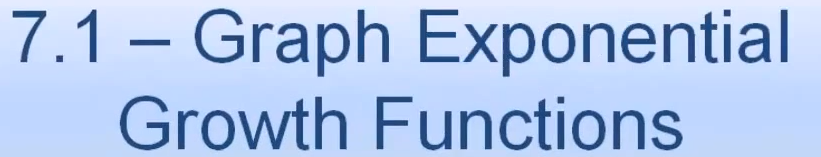 7.1 – Graph Exponential
Growth Functions